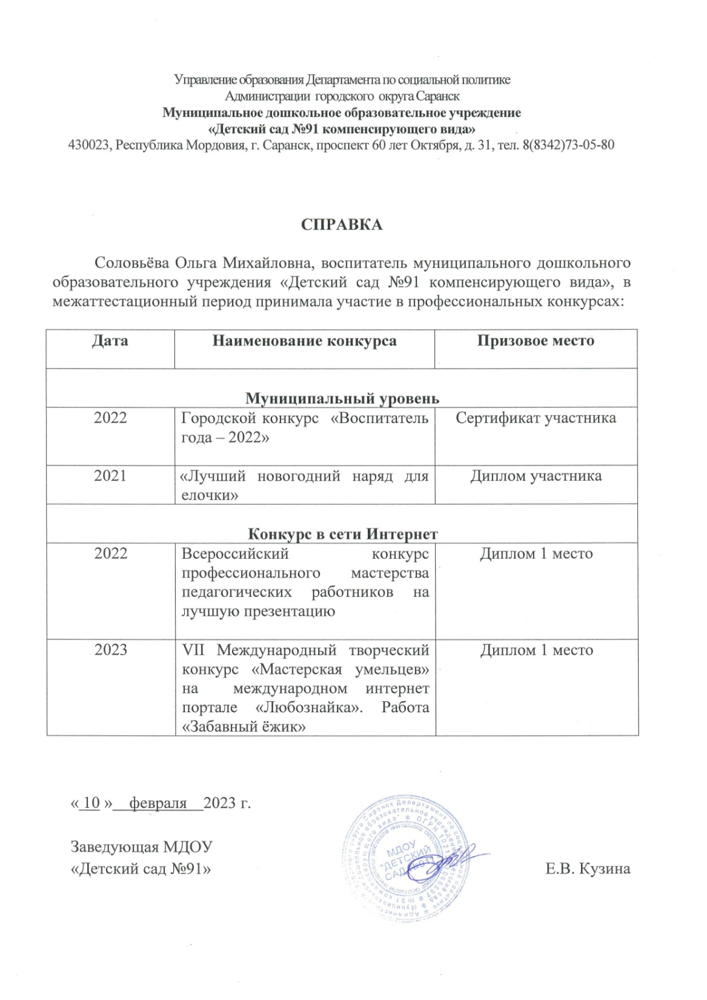 Управление образования Департамента по социальной политике
Администрации городского округа Саранск
Муниципальное дошкольное образовательное учреждение
«Детский сад №91 компенсирующего вида»
430023, Республика Мордовия, г. Саранск, проспект 60 лет Октября, д. 31, тел. 8(8342)73-05-80
СПРАВКА
Соловьёва Ольга Михайловна, воспитатель муниципального дошкольного
образовательного учреждения «Детский сад №91 компенсирующего вида», в
межаттестационный период принимала участие в профессиональных конкурсах:
Дата Наименование конкурса Призовое место
Муниципальный уровень
2022 Городской конкурс «Воспитатель Сертификат участника
года – 2022»
2021 «Лучший новогодний наряд для Диплом участника
елочки»
Конкурс в сети Интернет
2022 Всероссийский конкурс Диплом 1 место
профессионального мастерства
педагогических работников на
лучшую презентацию
2023 VII Международный творческий Диплом 1 место
конкурс «Мастерская умельцев»
на международном интернет
портале «Любознайка». Работа
«Забавный ёжик»
« 10 » февраля 2023 г.
Заведующая МДОУ
«Детский сад №91» Е.В. Кузина
МДОУ
"ДЕТСКИЙ
САД №91"